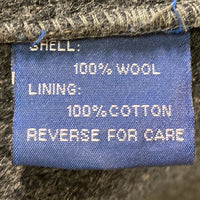 SHELL:
100% WOOL
LINING:
100% COTTON
REVERSE FOR CARE